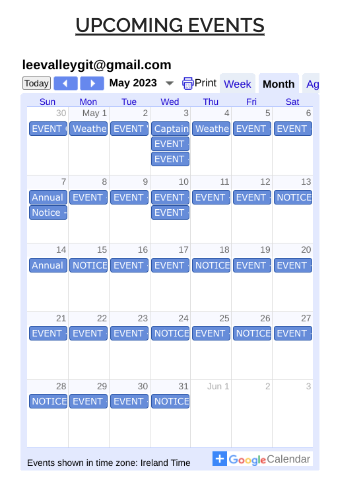 UPCOMING EVENTS
leevalleygit@gmail.com
Today May 2023 Print Week Month Ag
Sun Mon Tue Wed Thu Fri Sat
30 May 1 2 3 4 5 6
EVENT Weathe EVENT Captain Weathe EVENT EVENT
EVENT
EVENT
7 8 9 10 11 12 13
Annual EVENT EVENT EVENT EVENT EVENT NOTICE
Notice - EVENT
14 15 16 17 18 19 20
Annual NOTICE EVENT EVENT NOTICE EVENT EVENT
21 22 23 24 25 26 27
EVENT - EVENT EVENT NOTICE EVENT NOTICE EVENT
28 29 30 31 Jun 1 2 3
NOTICE EVENT EVENT NOTICE
Events shown in time zone: Ireland Time
GoogleCalendar